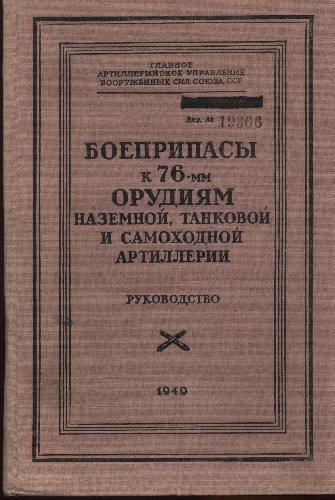 ГЛАВНОЕ
АРТИЛЛЕРИЙСКОЕ УПРАВЛЕНИЕ
ВООРУЖЕННЫХ СИЛ СОЮЗА ССР
Экз. № 19306
БОЕПРИПАСЫ
К 76-мм
ОРУДИЯМ
НАЗЕМНОЙ, ТАНКОВОЙ
И САМОХОДНОЙ
АРТИЛЛЕРИИ
РУКОВОДСТВО
1949